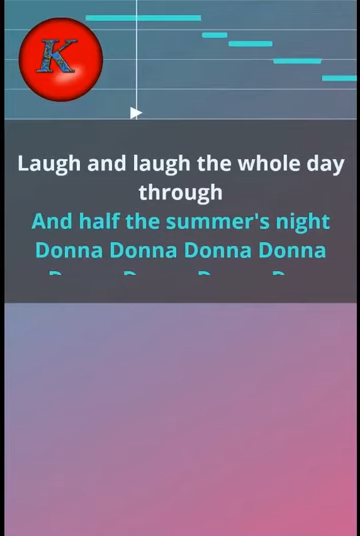 K
Laugh and laugh the whole day
through
And half the summer's night
Donna Donna Donna Donna